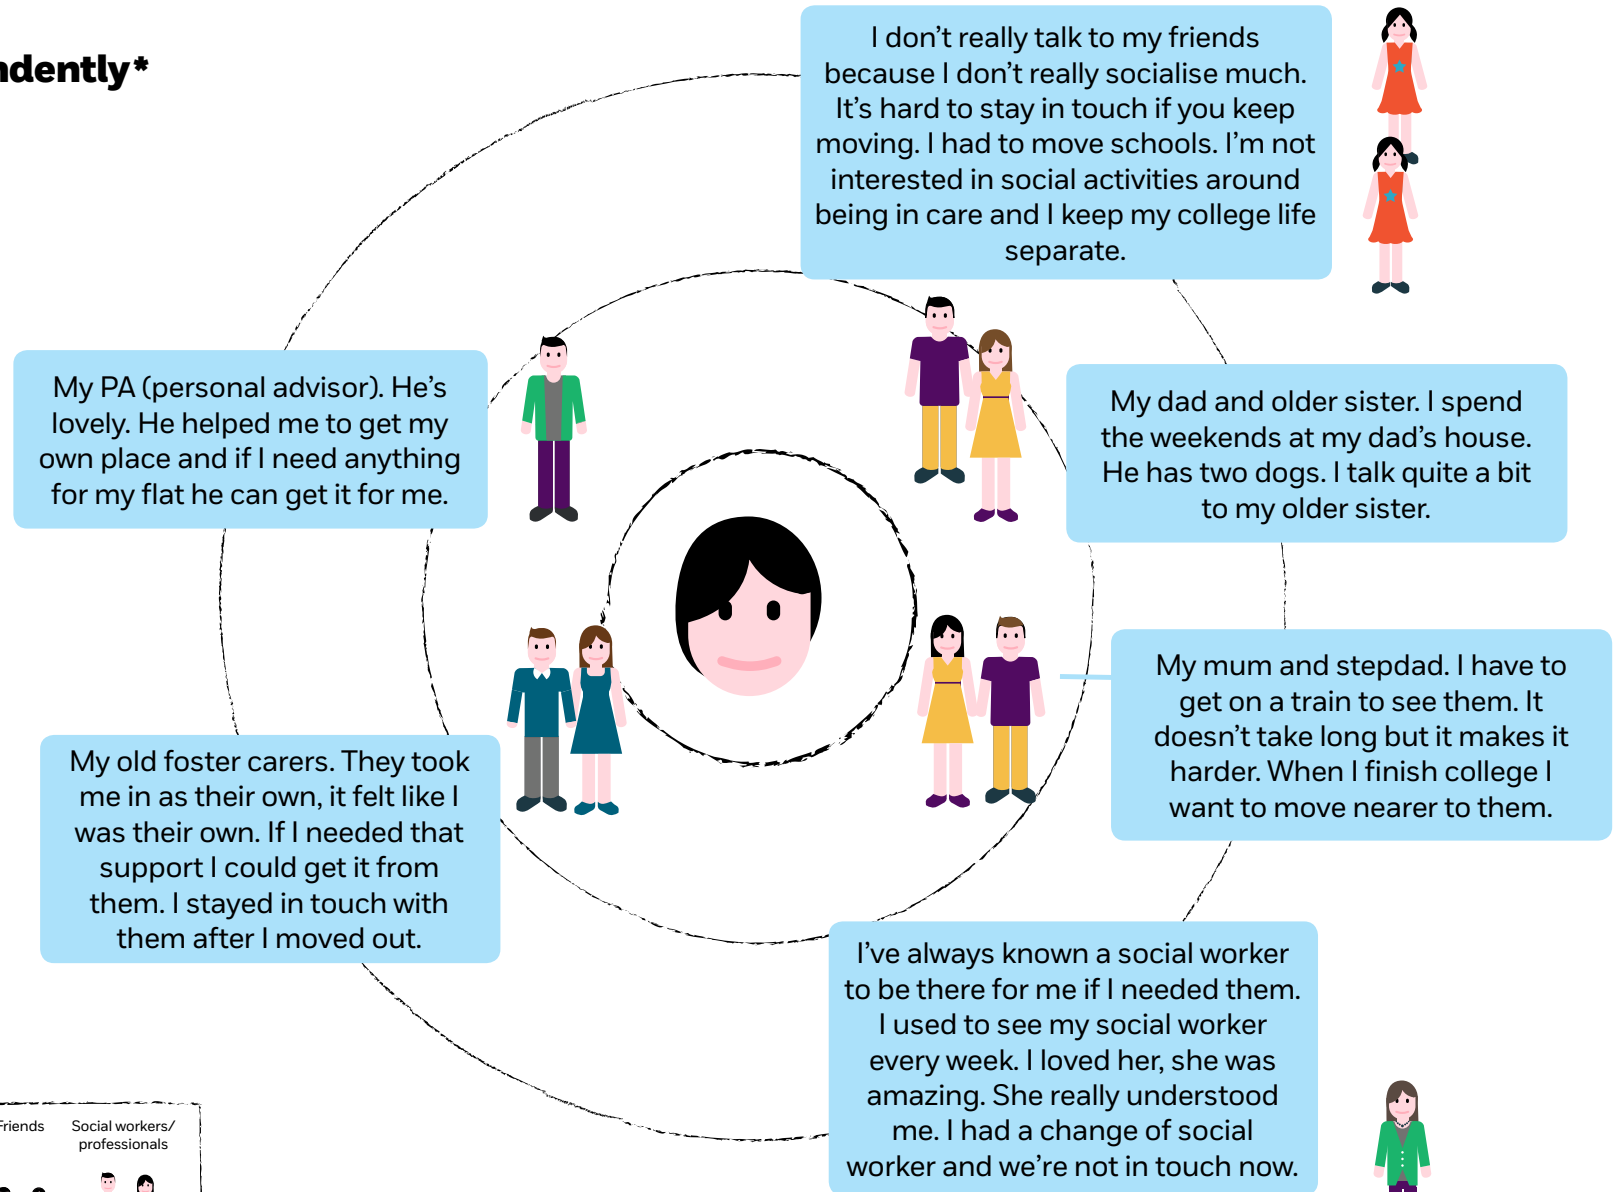 ndently*
I don’t really talk to my friends
because I don’t really socialise much.
It’s hard to stay in touch if you keep
moving. I had to move schools. I’m not
interested in social activities around
being in care and I keep my college life
separate.
My PA (personal advisor). He’s
lovely. He helped me to get my
own place and if I need anything
for my flat he can get it for me.
My dad and older sister. I spend
the weekends at my dad’s house.
He has two dogs. I talk quite a bit
to my older sister.
My mum and stepdad. I have to
get on a train to see them. It
doesn’t take long but it makes it
harder. When I finish college I
want to move nearer to them.
My old foster carers. They took
me in as their own, it felt like I
was their own. If I needed that
support I could get it from
them. I stayed in touch with
them after I moved out.
I’ve always known a social worker
to be there for me if I needed them.
I used to see my social worker
every week. I loved her, she was
amazing. She really understood
me. I had a change of social
worker and we’re not in touch now.
Friends
Social workers/
professionals